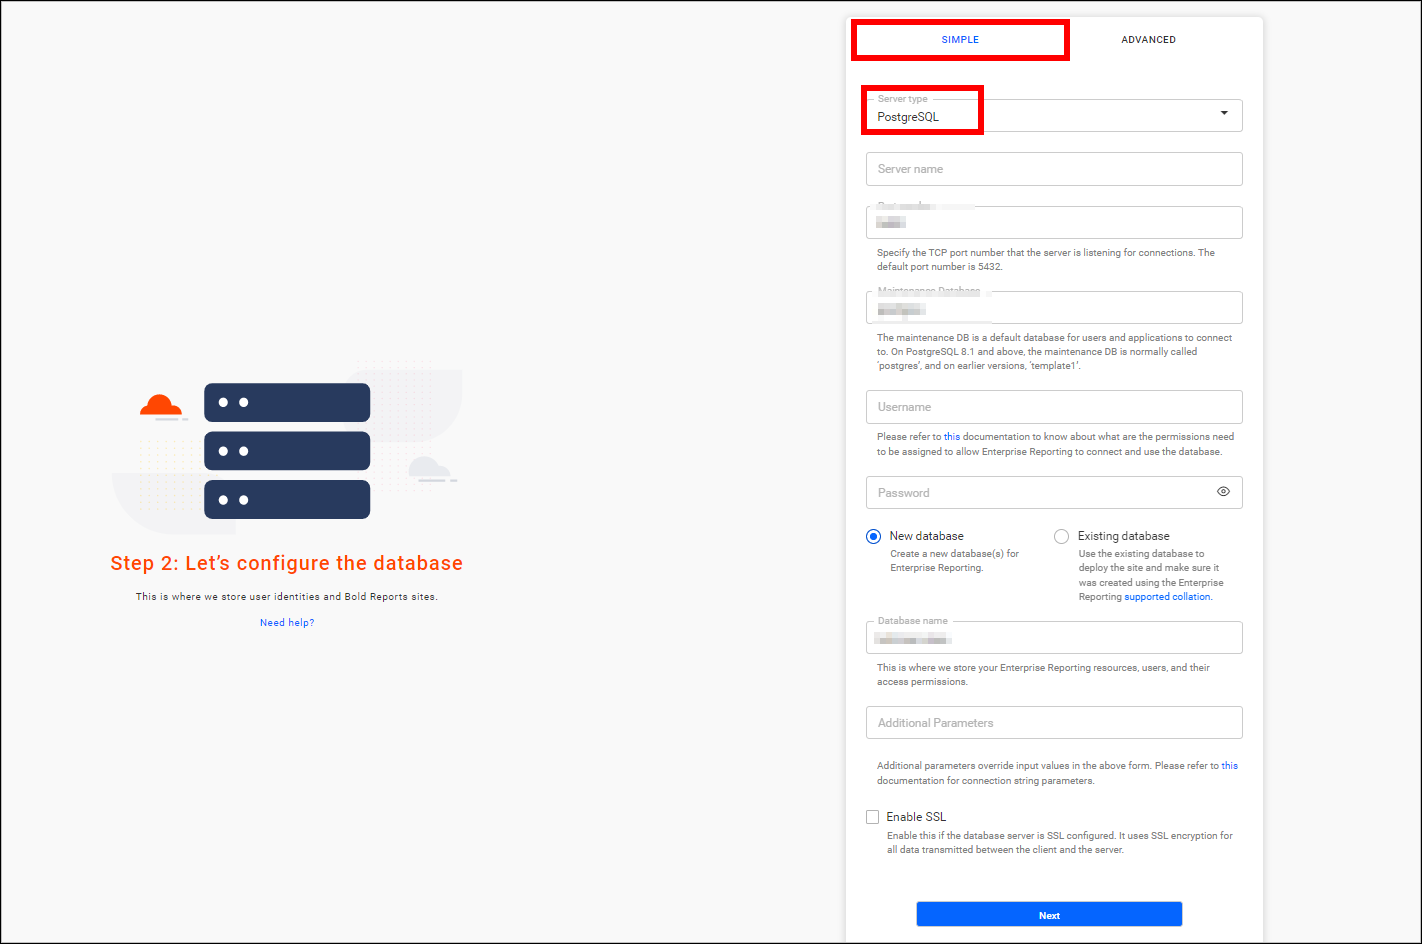 SIMPLE
ADVANCED
Server type
PostgreSQL
Server name
Specify the TCP port number that the server is listening for connections. The
default port number is 5432.
Maintenance Database
The maintenance DB is a default database for users and applications to connect
to. On PostgreSQL 8.1 and above, the maintenance DB is normally called
'postgres', and on earlier versions, 'template1'.
Username
Please refer to this documentation to know about what are the permissions need
to be assigned to allow Enterprise Reporting to connect and use the database.
Password
New database
Create a new database(s) for
Enterprise Reporting.
Existing database
Use the existing database to
deploy the site and make sure it
was created using the Enterprise
Reporting supported collation.
Database name
This is where we store your Enterprise Reporting resources, users, and their
access permissions.
Additional Parameters
Additional parameters override input values in the above form. Please refer to this
documentation for connection string parameters.
Enable SSL
Enable this if the database server is SSL configured. It uses SSL encryption for
all data transmitted between the client and the server.
Next
Step 2: Let's configure the database
This is where we store user identities and Bold Reports sites.
Need help?